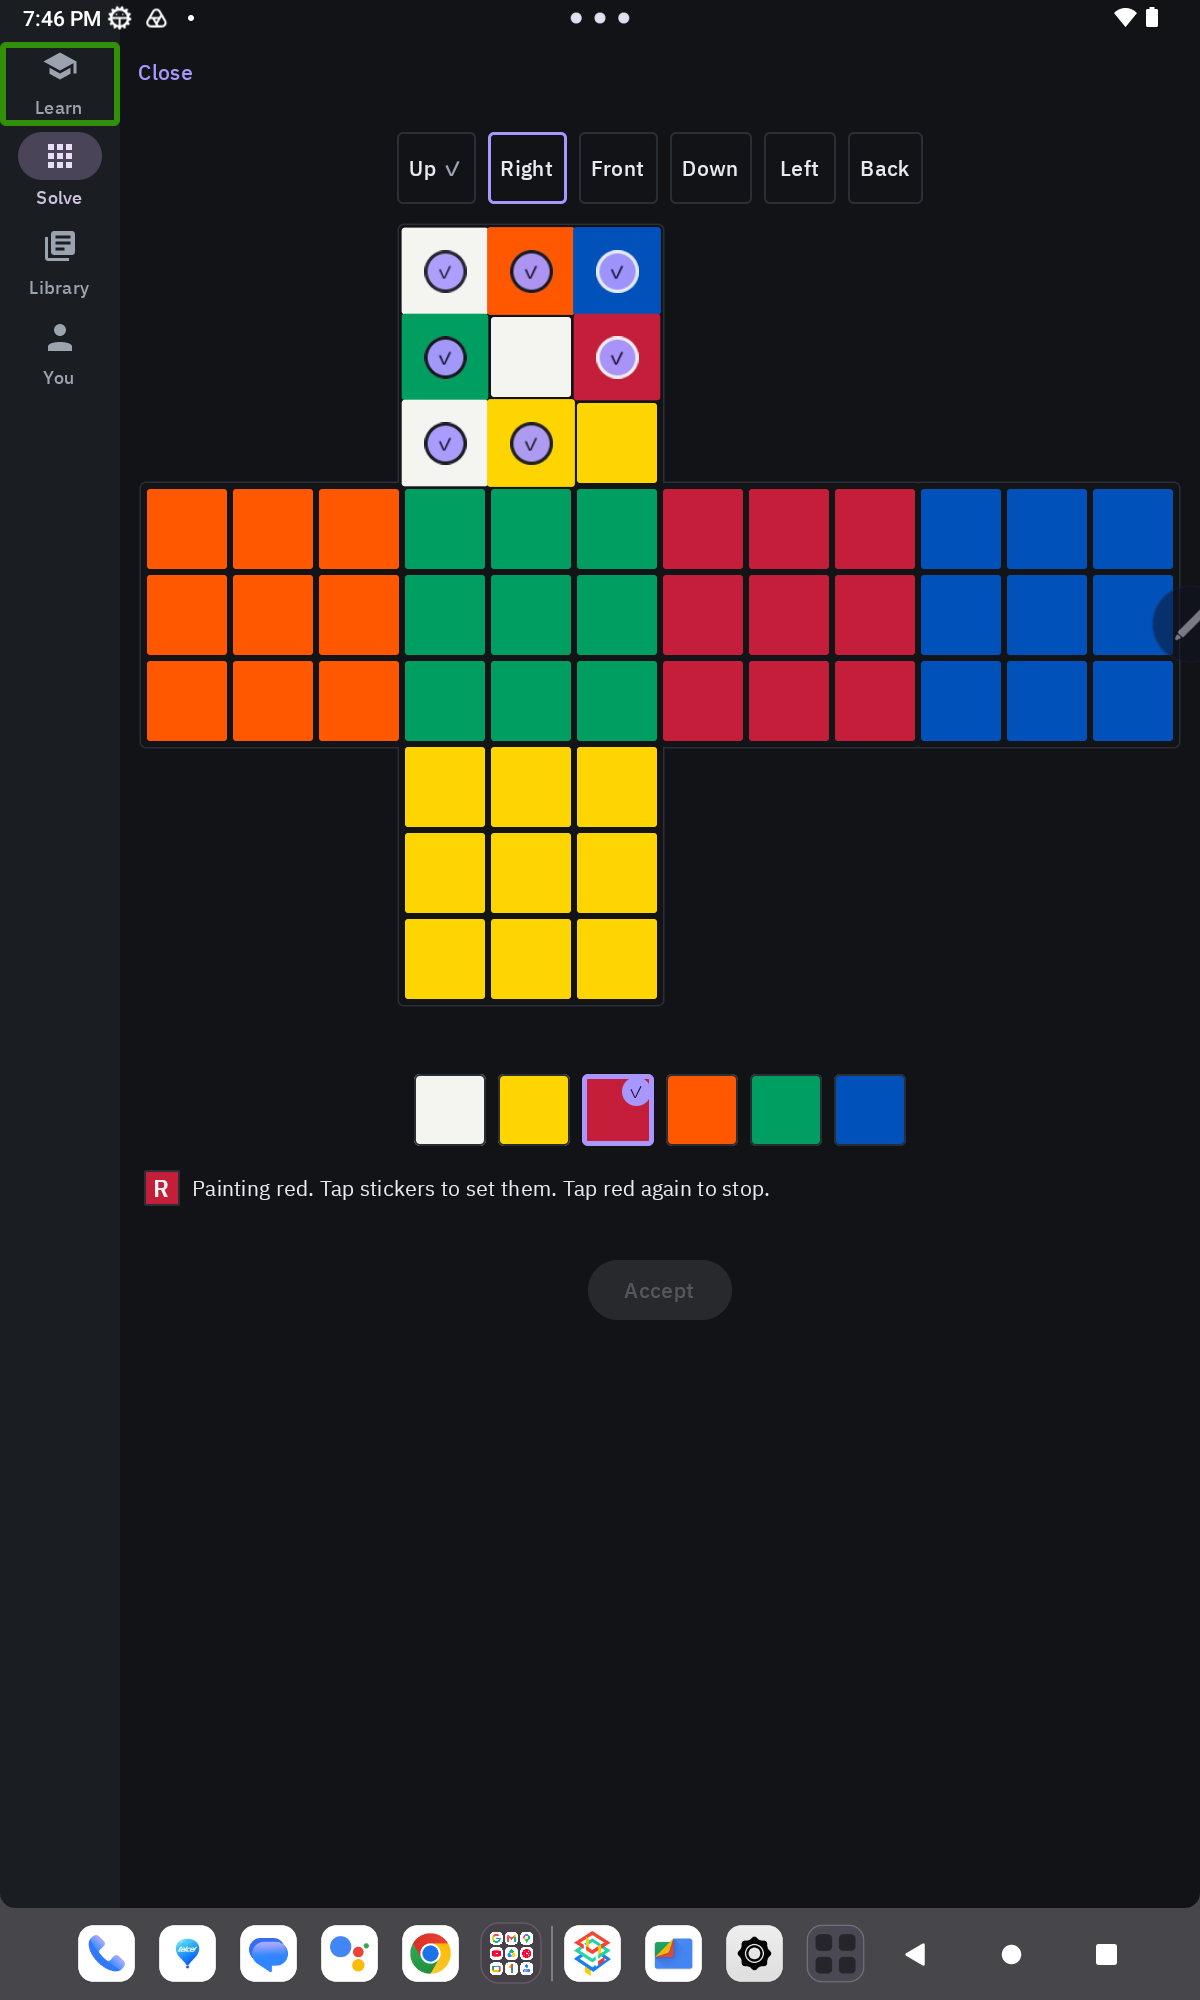 7:46 PM
Learn
Close
Solve
Library
You
Up ✓ Right Front Down Left Back
R Painting red. Tap stickers to set them. Tap red again to stop.
Accept